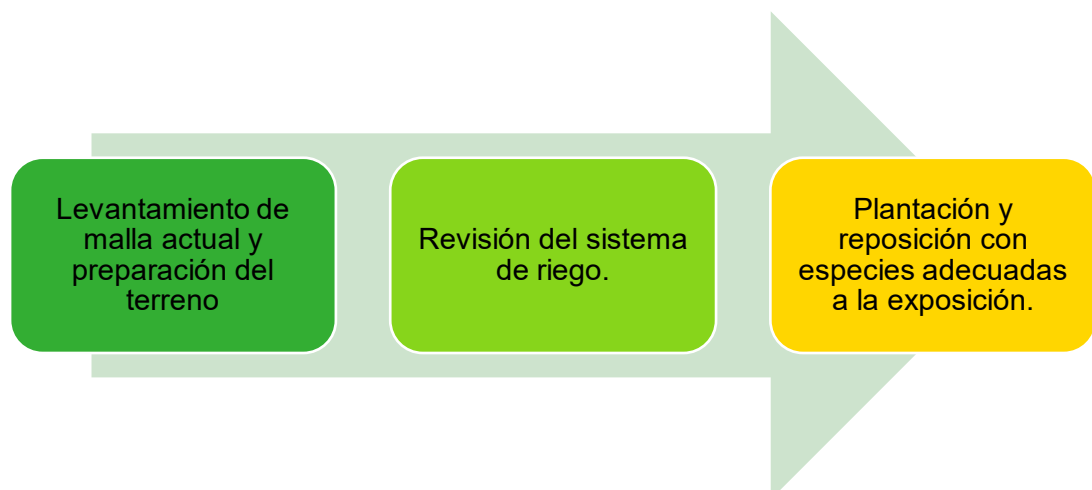 Levantamiento de
malla actual y
preparación del
terreno
Revisión del sistema
de riego.
Plantación y
reposición con
especies adecuadas
a la exposición.